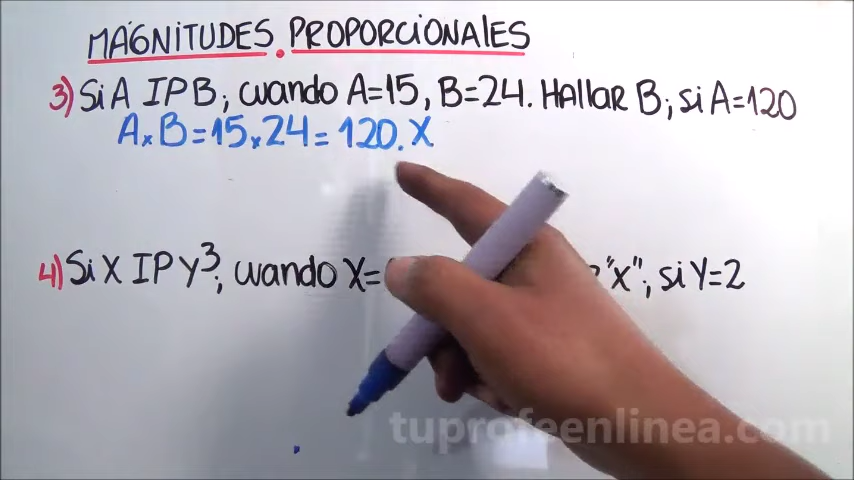 MAGNITUDES PROPORCIONALES
3) Si A IP B; cuando A=15, B=24. Hallar B; si A=120
A x B = 15 x 24 = 120 . X
4) Si X IP Y³; cuando X= "X"; si Y=2
tuprofeenlinea.com